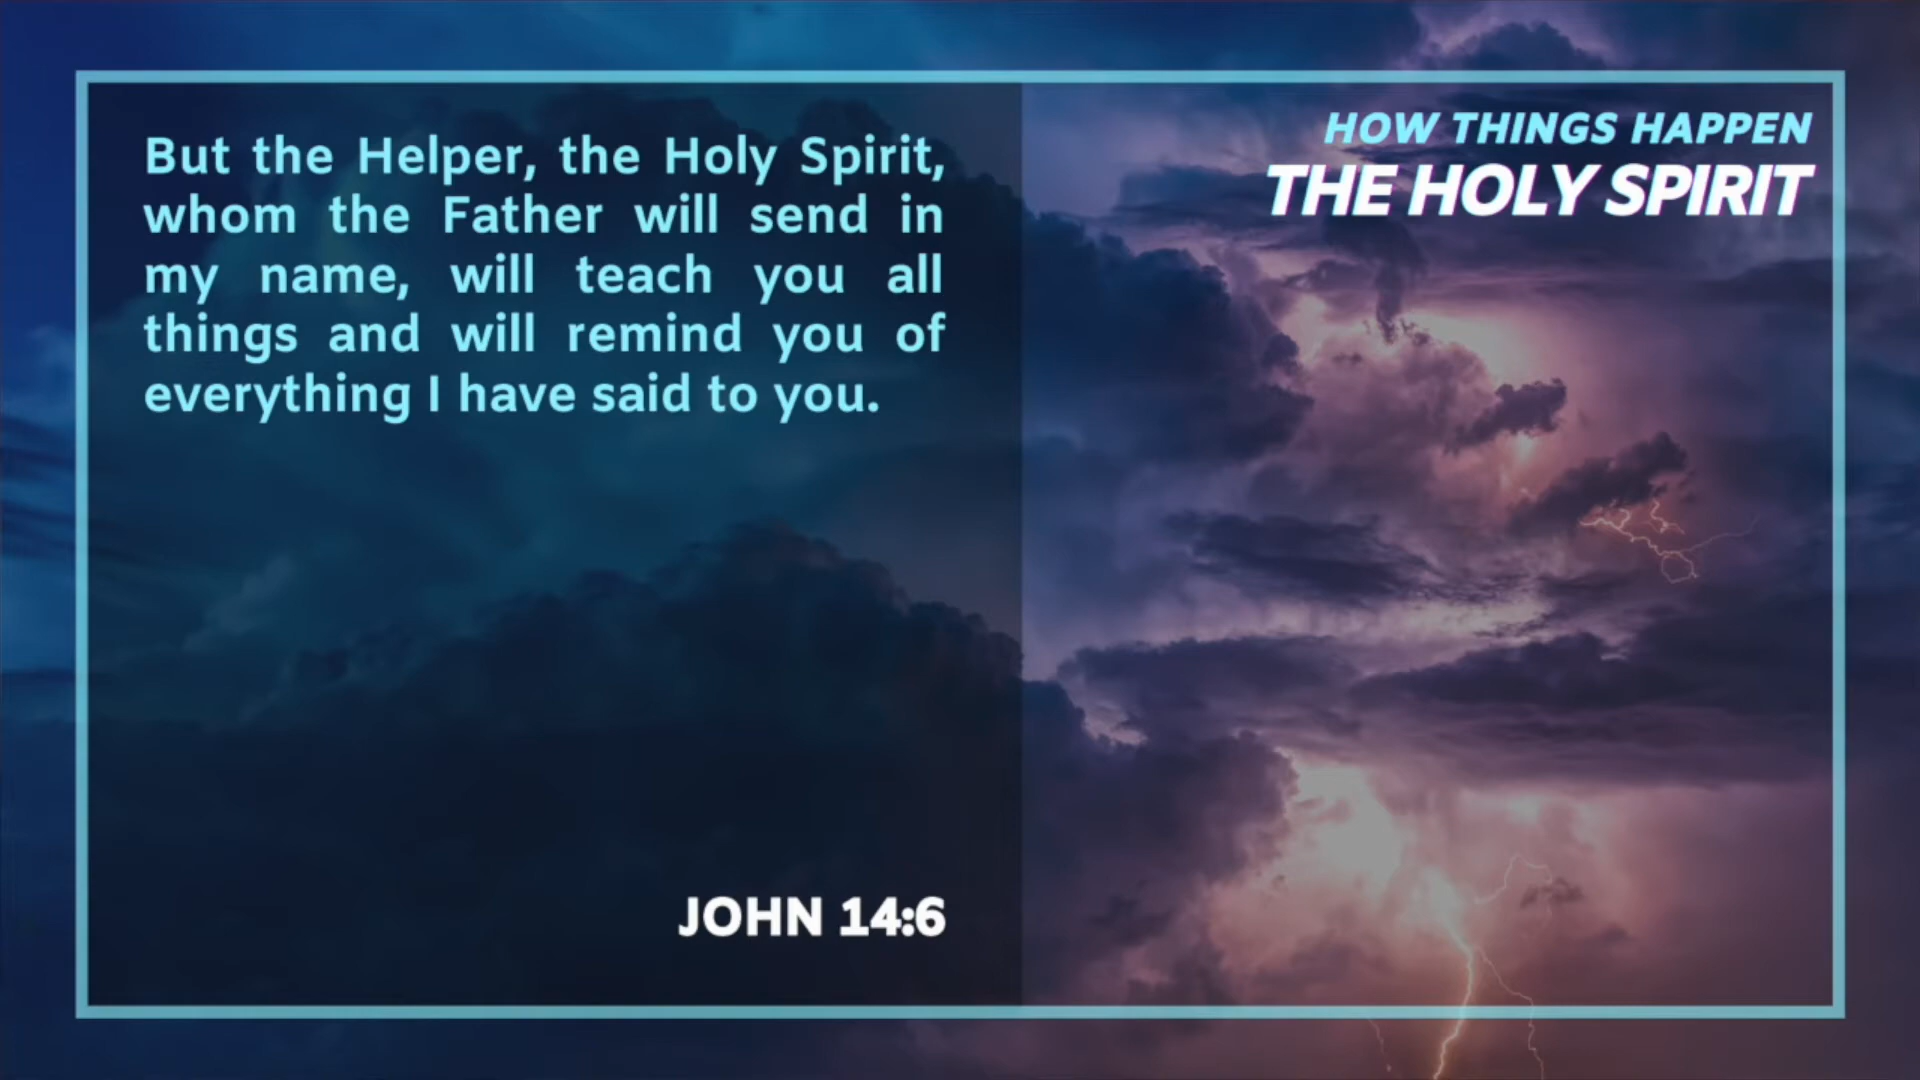 But the Helper, the Holy Spirit,
whom the Father will send in
my name, will teach you all
things and will remind you of
everything I have said to you.
JOHN 14:6
HOW THINGS HAPPEN
THE HOLY SPIRIT